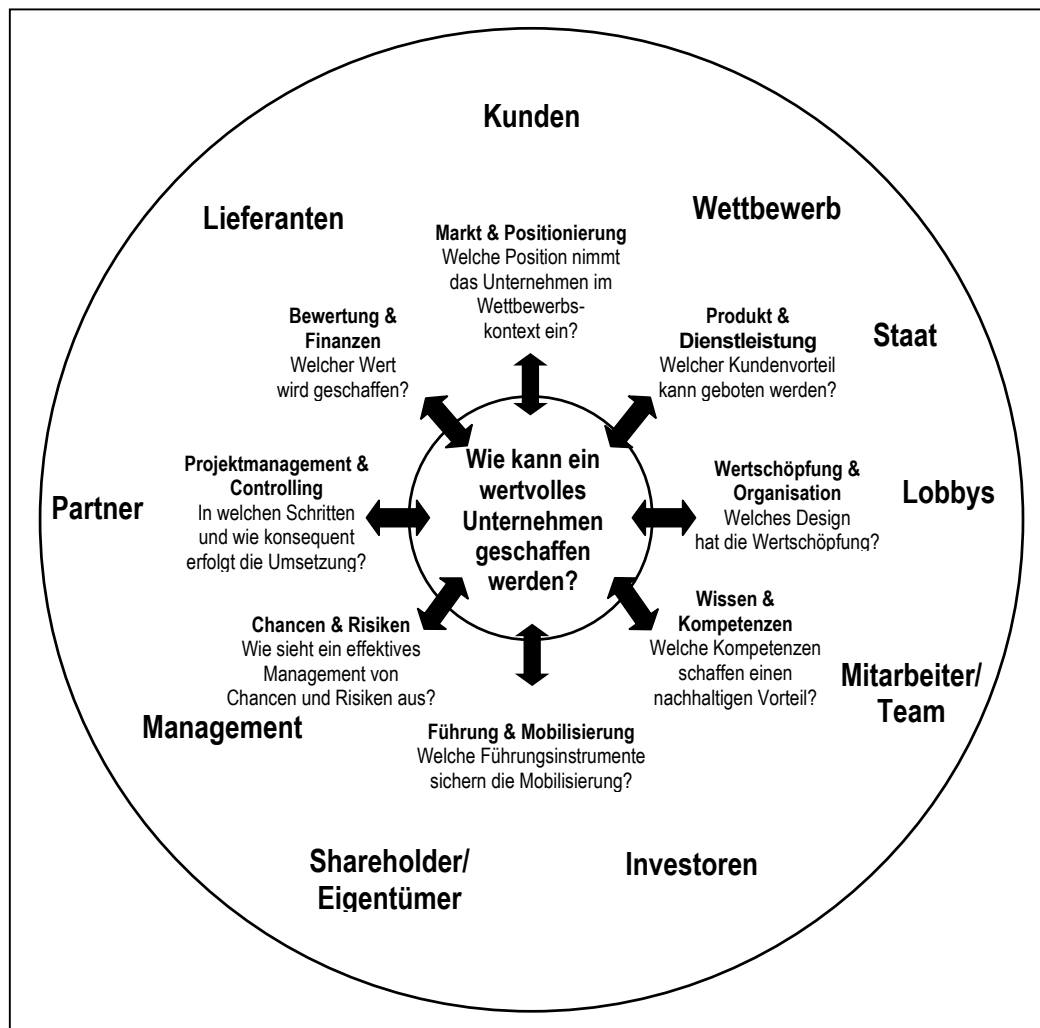 Kunden
Lieferanten
Wettbewerb
Markt & Positionierung
Welche Position nimmt
das Unternehmen im
Wettbewerbs-
kontext ein?
Bewertung &
Finanzen
Welcher Wert
wird geschaffen?
Produkt &
Dienstleistung
Welcher Kundenvorteil
kann geboten werden?
Staat
Wie kann ein
wertvolles
Unternehmen
geschaffen
werden?
Projektmanagement &
Controlling
In welchen Schritten
und wie konsequent
erfolgt die Umsetzung?
Partner
Wertschöpfung &
Organisation
Welches Design
hat die Wertschöpfung?
Lobbys
Chancen & Risiken
Wie sieht ein effektives
Management von
Chancen und Risiken aus?
Wissen &
Kompetenzen
Welche Kompetenzen
schaffen einen
nachhaltigen Vorteil?
Mitarbeiter/
Team
Management
Führung & Mobilisierung
Welche Führungsinstrumente
sichern die Mobilisierung?
Shareholder/
Eigentümer
Investoren